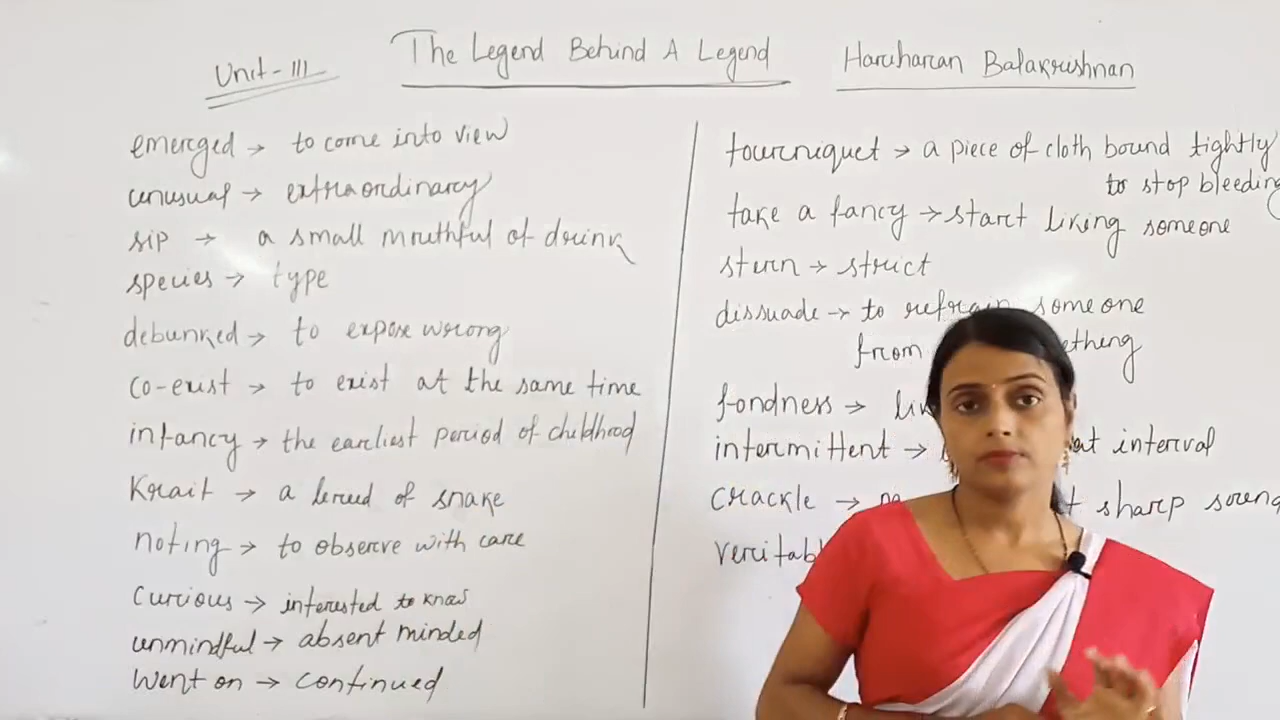 Unit-III
The Legend Behind A Legend
Hariharan Balakrishnan
emerged → to come into view
unusual → extraordinary
sip → a small mouthful of drink
species → type
debunked → to expose wrong
co-exist → to exist at the same time
infancy → the earliest period of childhood
Krait → a breed of snake
noting → to observe with care
Curious → interested to know
unmindful → absent minded
Went on → continued
tourniquet → a piece of cloth bound tightly
to stop bleeding
take a fancy → start liking someone
stern → strict
dissuade → to refrain someone
from
fondness →
intermittent → at interval
Crackle → sharp